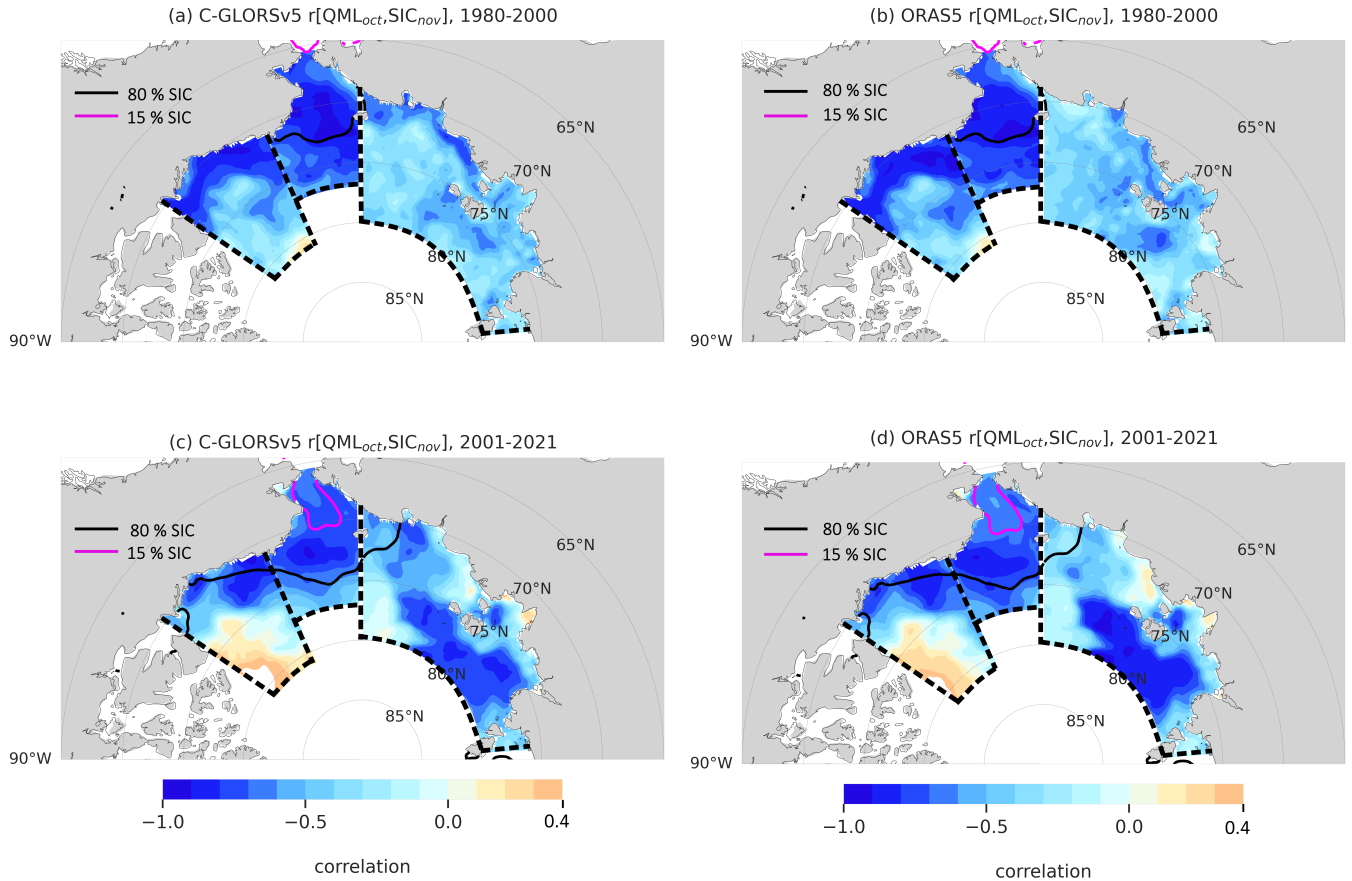 (a) C-GLORSv5 r[QML_oct,SIC_nov], 1980-2000
80 % SIC
15 % SIC
65°N
70°N
75°N
80°N
85°N
90°W
(b) ORAS5 r[QML_oct,SIC_nov], 1980-2000
80 % SIC
15 % SIC
65°N
70°N
75°N
80°N
85°N
90°W
(c) C-GLORSv5 r[QML_oct,SIC_nov], 2001-2021
80 % SIC
15 % SIC
65°N
70°N
75°N
80°N
85°N
90°W
−1.0 −0.5 0.0 0.4
correlation
(d) ORAS5 r[QML_oct,SIC_nov], 2001-2021
80 % SIC
15 % SIC
65°N
70°N
75°N
80°N
85°N
90°W
−1.0 −0.5 0.0 0.4
correlation